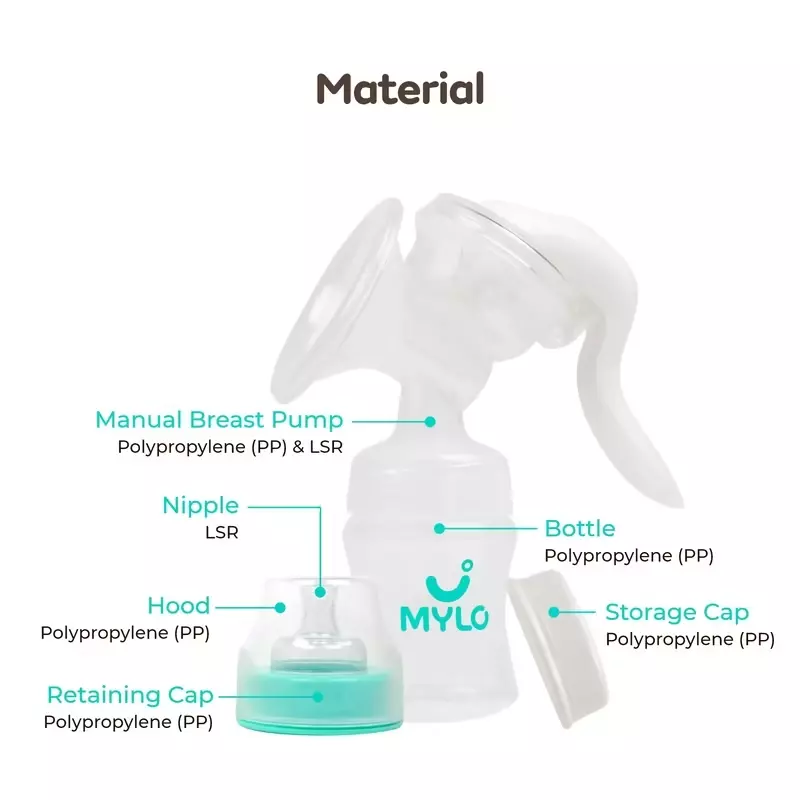 Material
Manual Breast Pump
Polypropylene (PP) & LSR
Nipple
LSR
Bottle
Polypropylene (PP)
Hood
Polypropylene (PP)
MYLO
Storage Cap
Polypropylene (PP)
Retaining Cap
Polypropylene (PP)